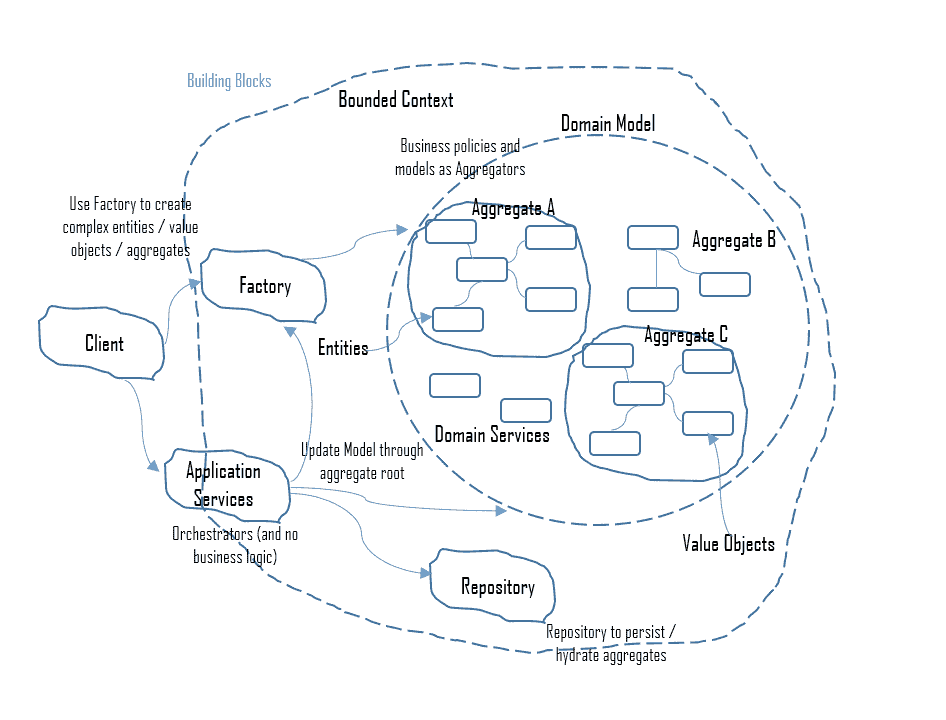 Building Blocks
Bounded Context
Domain Model
Business policies and
models as Aggregators
Use Factory to create
complex entities / value
objects / aggregates
Aggregate A
Aggregate B
Factory
Client
Entities
Aggregate C
Domain Services
Update Model through
aggregate root
Application
Services
Orchestrators (and no
business logic)
Value Objects
Repository
Repository to persist /
hydrate aggregates